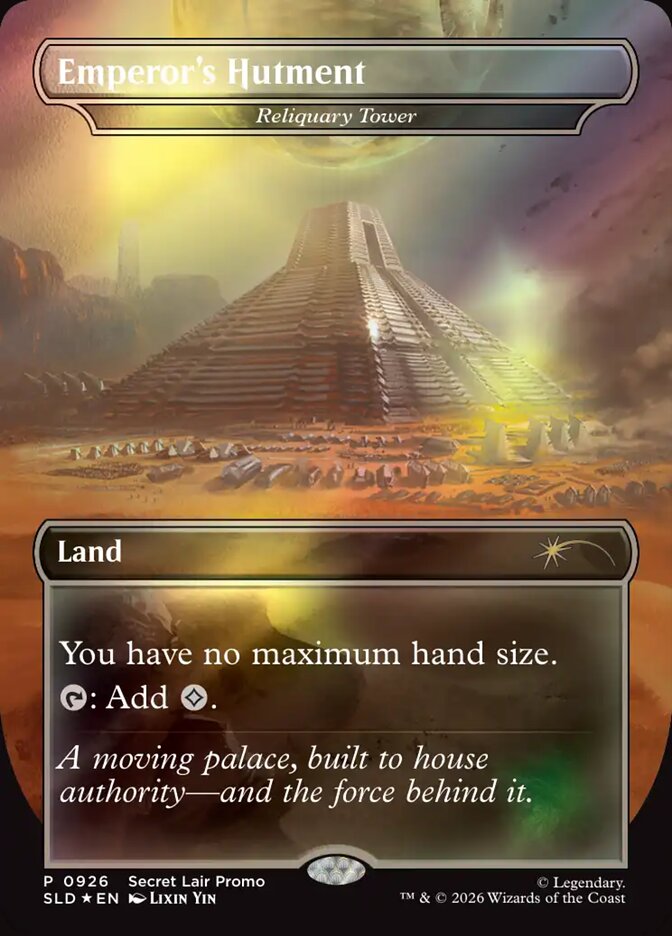 Emperor's Hutment
Reliquary Tower
Land
You have no maximum hand size.
: Add .
A moving palace, built to house
authority—and the force behind it.
P 0926 Secret Lair Promo
SLD ★ EN Lixin Yin
© Legendary.
™ & © 2026 Wizards of the Coast